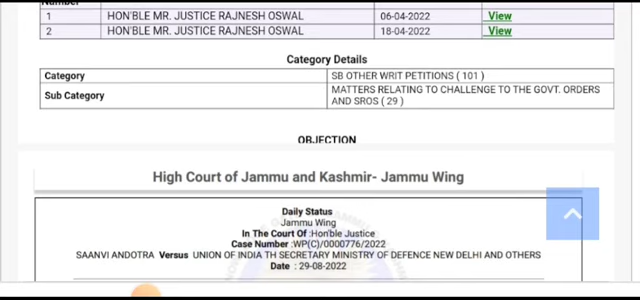 Number
1 HON'BLE MR. JUSTICE RAJNESH OSWAL 06-04-2022 View
2 HON'BLE MR. JUSTICE RAJNESH OSWAL 18-04-2022 View
Category Details
Category SB OTHER WRIT PETITIONS ( 101 )
Sub Category MATTERS RELATING TO CHALLENGE TO THE GOVT. ORDERS
AND SROS ( 29 )
OBJECTION
High Court of Jammu and Kashmir- Jammu Wing
Daily Status
Jammu Wing
In The Court Of :Hon'ble Justice
Case Number :WP(C)/0000776/2022
SAANVI ANDOTRA Versus UNION OF INDIA TH SECRETARY MINISTRY OF DEFENCE NEW DELHI AND OTHERS
Date : 29-08-2022